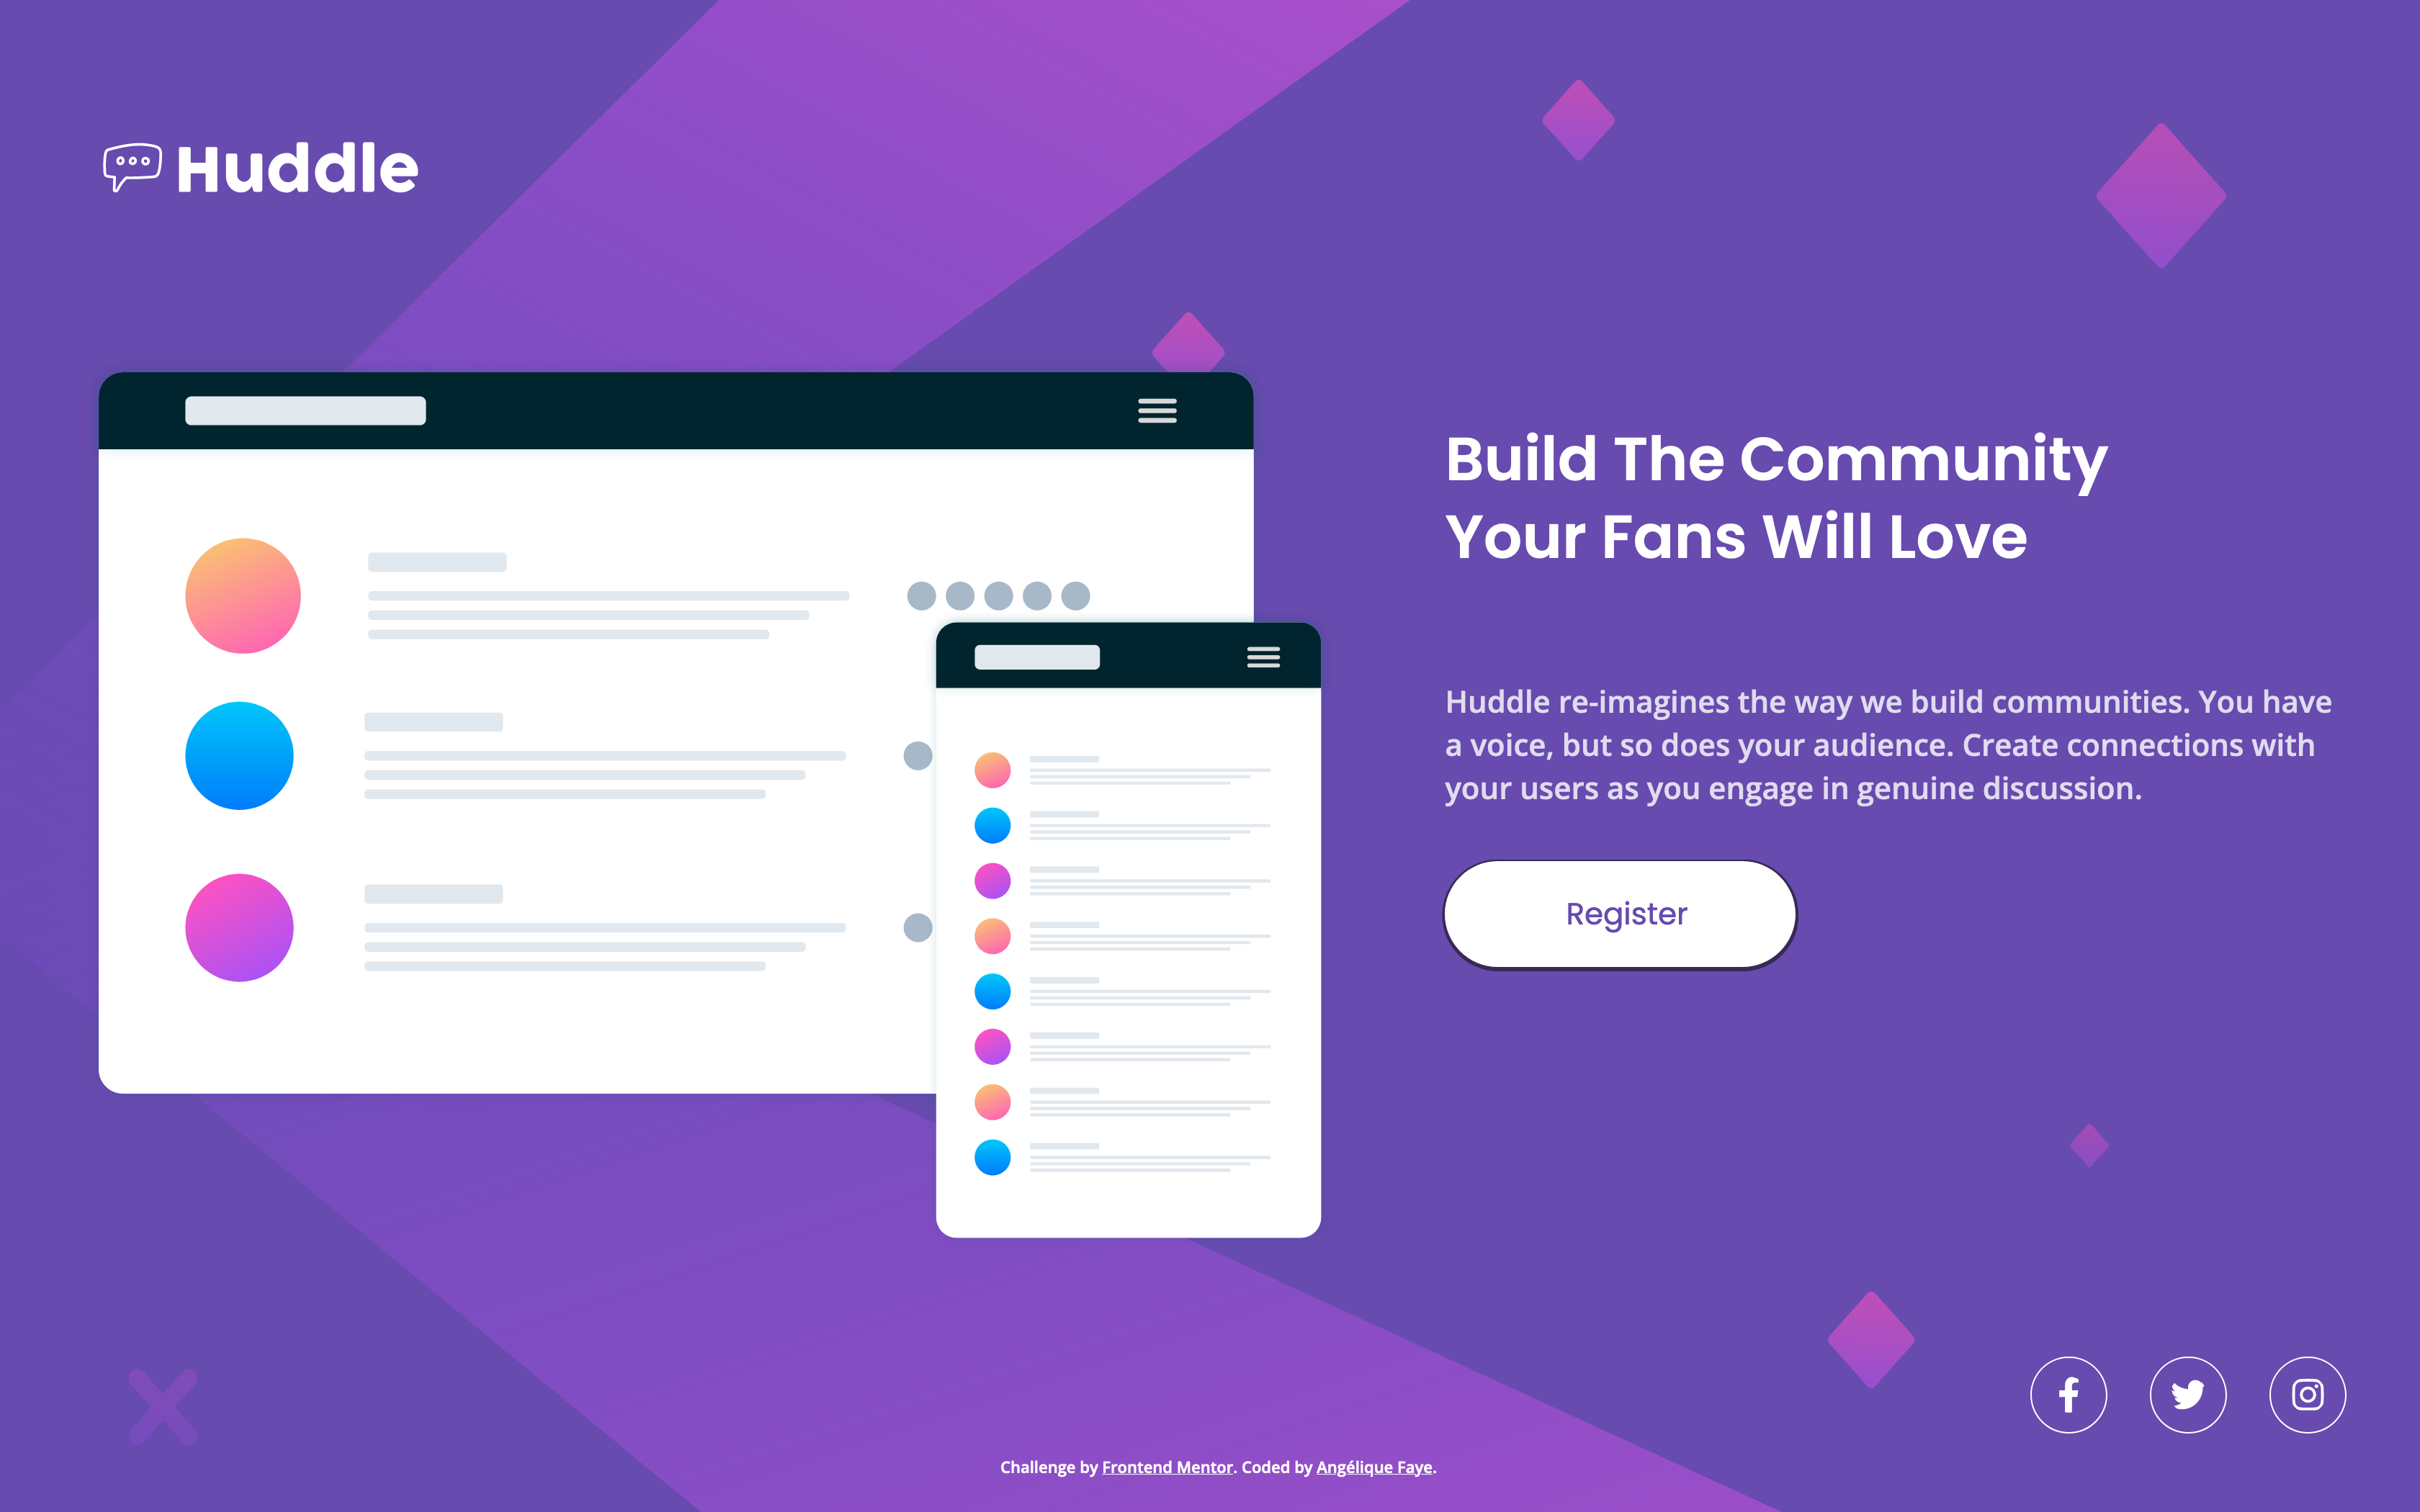 Huddle
Build The Community
Your Fans Will Love
Huddle re-imagines the way we build communities. You have
a voice, but so does your audience. Create connections with
your users as you engage in genuine discussion.
Register
Challenge by Frontend Mentor. Coded by Angélique Faye.